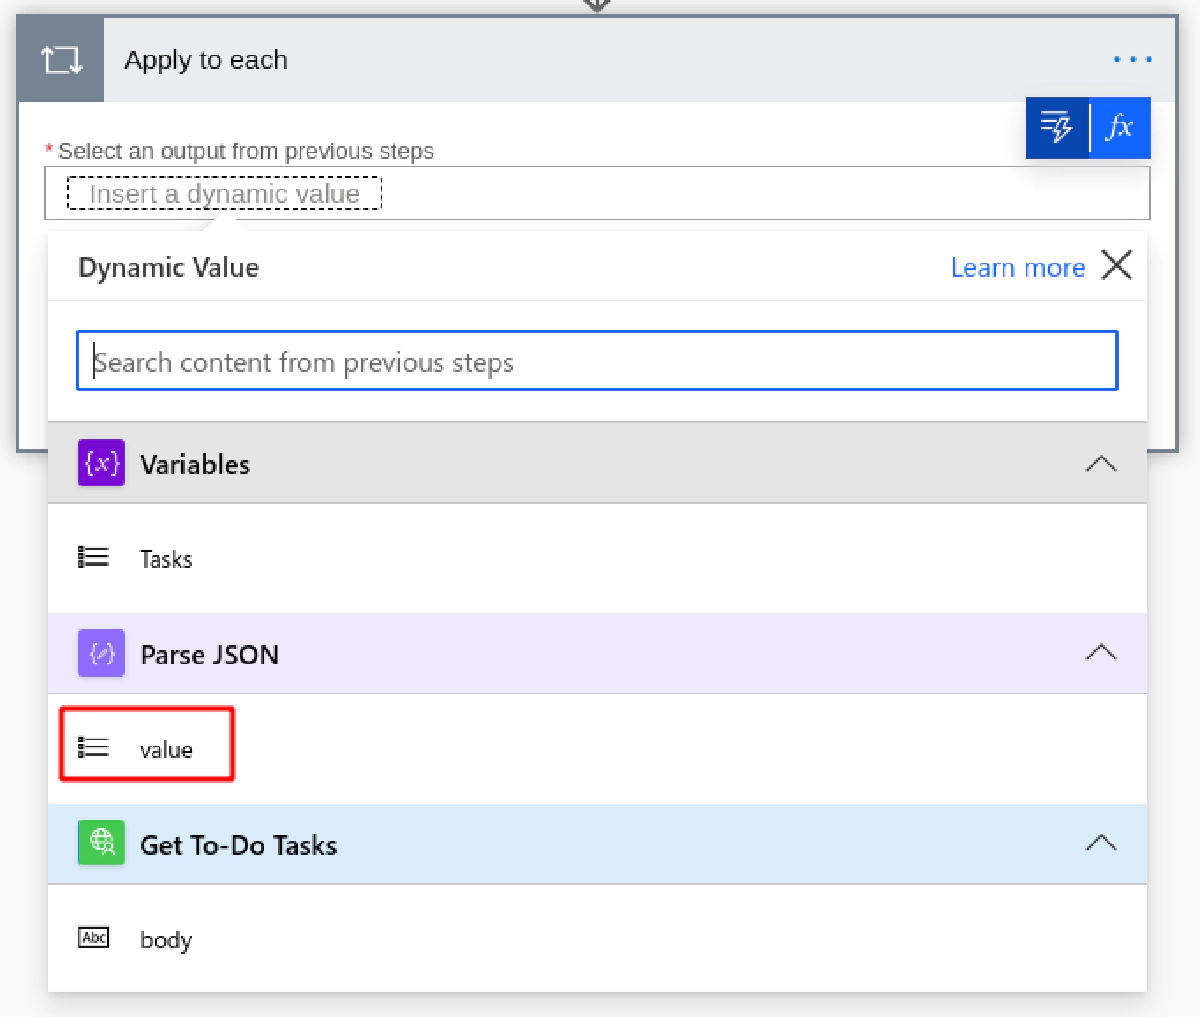 Apply to each
fx
* Select an output from previous steps
Insert a dynamic value
Dynamic Value
Learn more
Search content from previous steps
{x} Variables
Tasks
Parse JSON
value
Get To-Do Tasks
Abc body